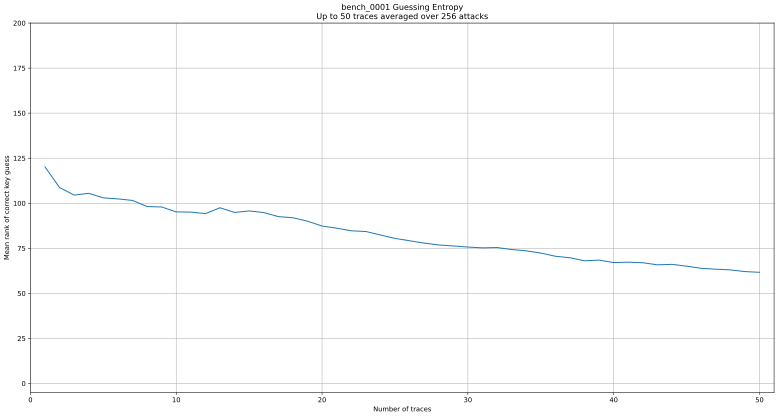 bench_0001 Guessing Entropy
Up to 50 traces averaged over 256 attacks
200
175
150
125
100
75
50
25
0
Mean rank of correct key guess
0 10 20 30 40 50
Number of traces